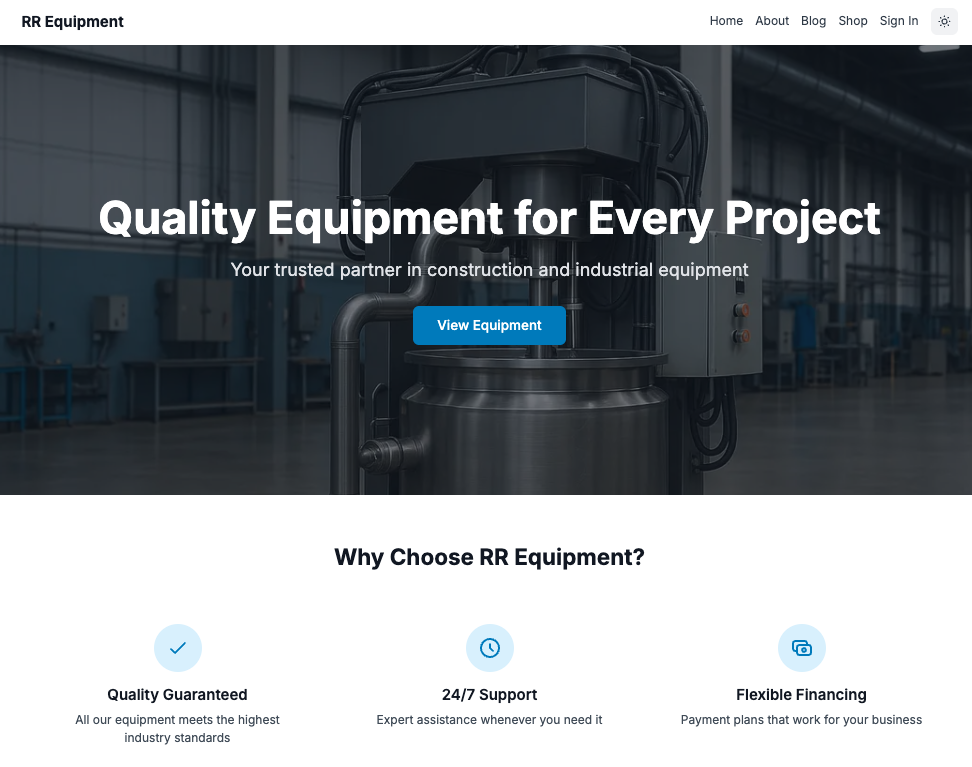 RR Equipment
Home About Blog Shop Sign In
Quality Equipment for Every Project
Your trusted partner in construction and industrial equipment
View Equipment
Why Choose RR Equipment?
Quality Guaranteed
All our equipment meets the highest
industry standards
24/7 Support
Expert assistance whenever you need it
Flexible Financing
Payment plans that work for your business